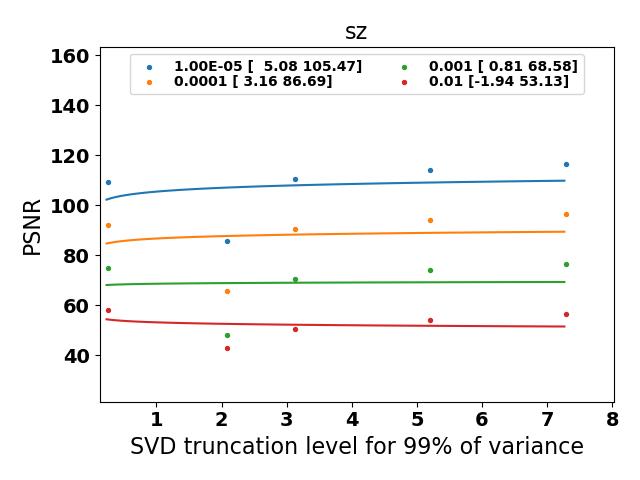 sz
1.00E-05 [  5.08 105.47]
0.0001 [ 3.16 86.69]
0.001 [ 0.81 68.58]
0.01 [-1.94 53.13]
PSNR
160
140
120
100
80
60
40
1 2 3 4 5 6 7 8
SVD truncation level for 99% of variance